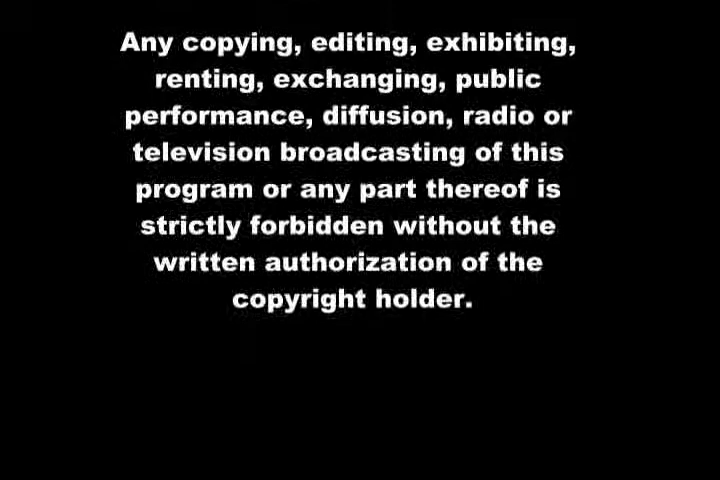 Any copying, editing, exhibiting,
renting, exchanging, public
performance, diffusion, radio or
television broadcasting of this
program or any part thereof is
strictly forbidden without the
written authorization of the
copyright holder.